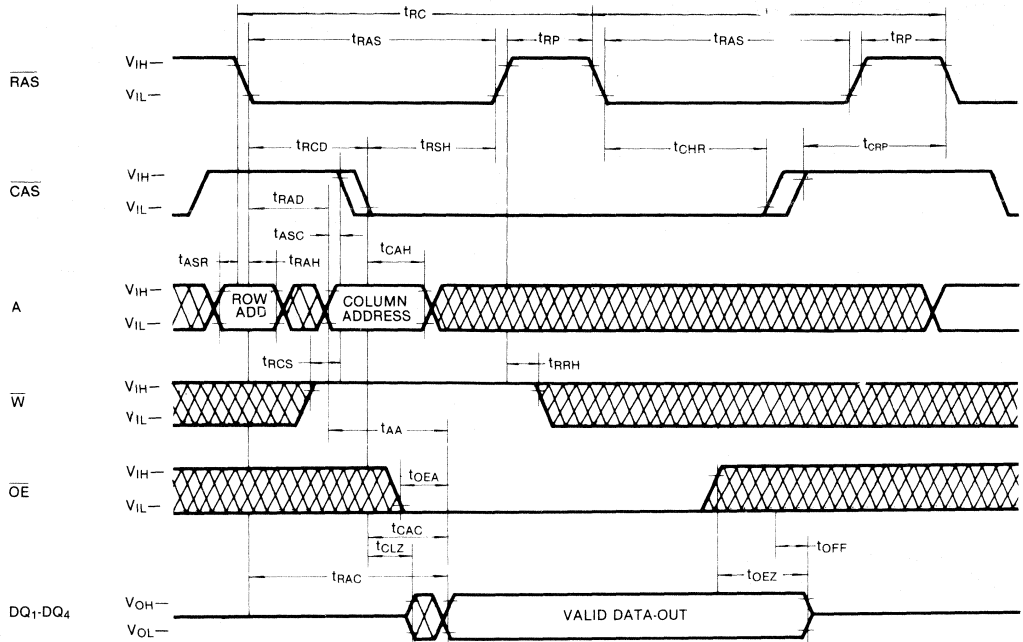 tRC
tRAS tRP tRAS tRP
RAS VIH
VIL
tRCD tRSH tCHR tCRP
CAS VIH
VIL
tRAD
tASC
tASR tRAH tCAH
A VIH
VIL
ROW ADD
COLUMN ADDRESS
tRCS tRRH
W VIH
VIL
tAA
OE VIH
VIL
tOEA
tCAC
tCLZ tOFF
tRAC tOEZ
DQ1-DQ4 VOH
VOL
VALID DATA-OUT